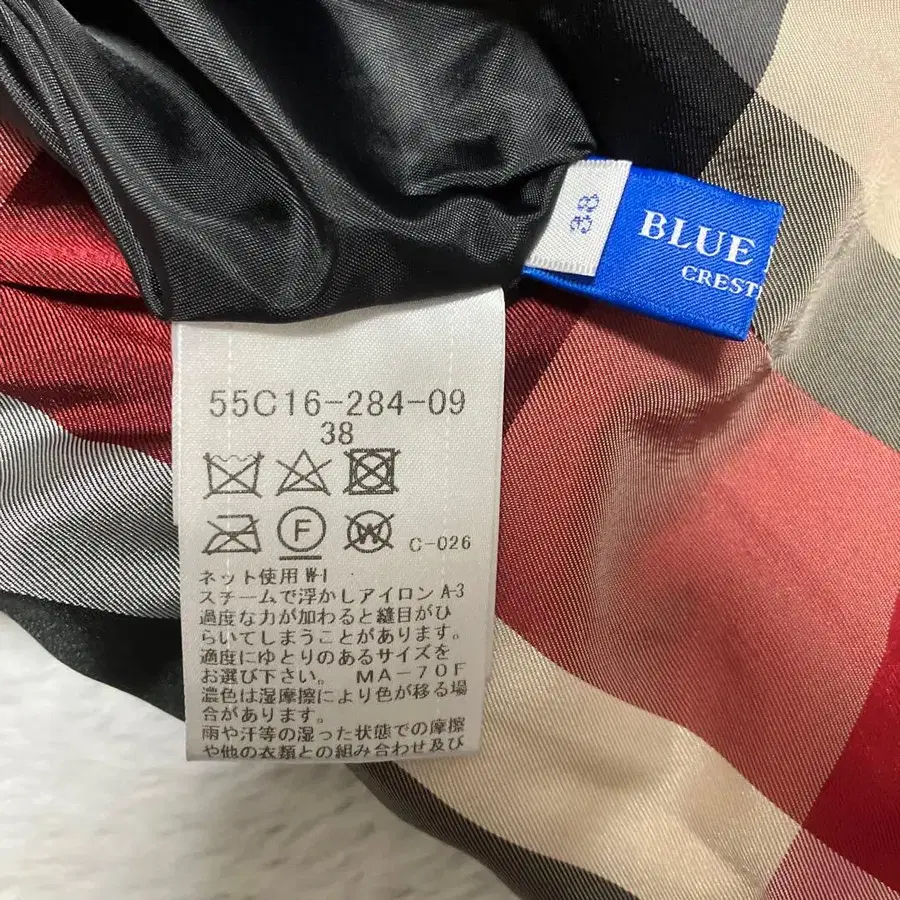 38
BLUE
CREST
55C16-284-09
38
F
W
C-026
ネット使用 W-I
スチームで浮かしアイロン A-3
過度な力が加わると縫目がひ
らいてしまうことがあります。
適度にゆとりのあるサイズを
お選び下さい。 MA-70F
濃色は湿摩擦により色が移る場
合があります。
雨や汗等の湿った状態での摩擦
や他の衣類との組み合わせ及び